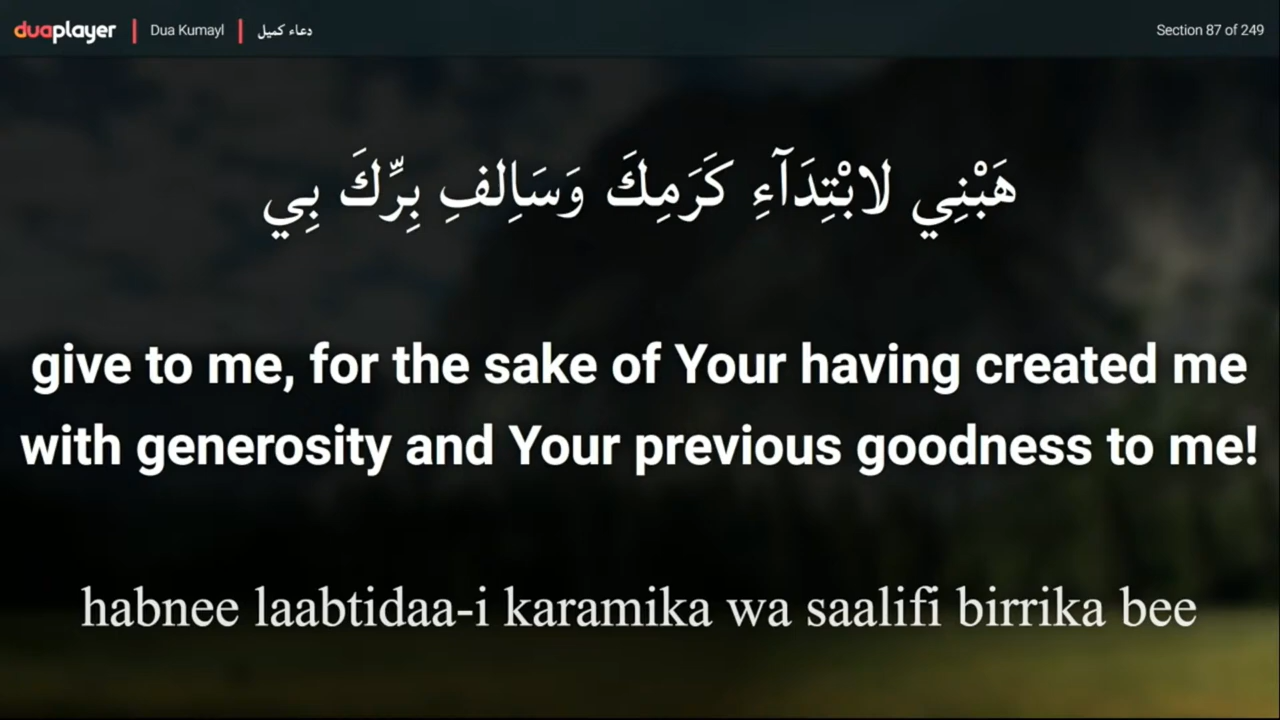 duaplayer | Dua Kumayl | دعاء كميل
Section 87 of 249
هَبْنِي لابْتِدَآءِ كَرَمِكَ وَسَاِلفِ بِرِّكَ بِي
give to me, for the sake of Your having created me
with generosity and Your previous goodness to me!
habnee laabtidaa-i karamika wa saalifi birrika bee